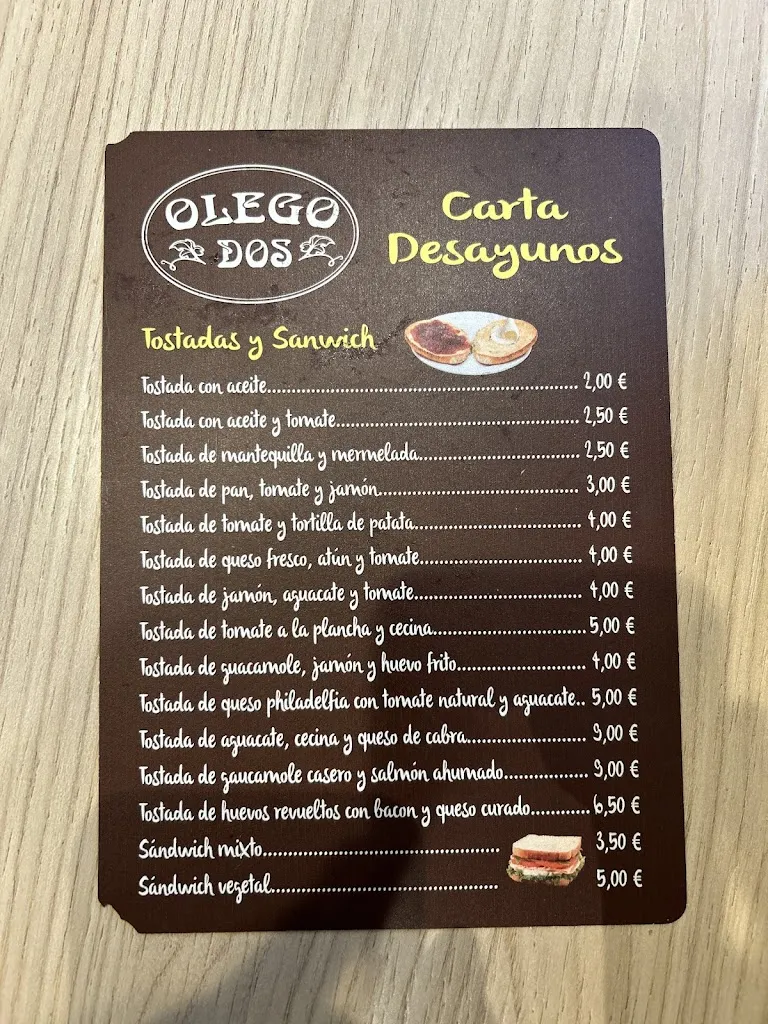 OLEGO
DOS
Carta
Desayunos
Tostadas y Sanwich
Tostada con aceite........ 2,00 €
Tostada con aceite y tomate........ 2,50 €
Tostada de mantequilla y mermelada........ 2,50 €
Tostada de pan, tomate y jamón........ 3,00 €
Tostada de tomate y tortilla de patata........ 4,00 €
Tostada de queso fresco, atún y tomate........ 4,00 €
Tostada de jamón, aguacate y tomate........ 4,00 €
Tostada de tomate a la plancha y cecina........ 5,00 €
Tostada de guacamole, jamón y huevo frito........ 4,00 €
Tostada de queso philadelfia con tomate natural y aguacate.. 5,00 €
Tostada de aguacate, cecina y queso de cabra........ 9,00 €
Tostada de gaucamole casero y salmón ahumado........ 9,00 €
Tostada de huevos revueltos con bacon y queso curado........ 6,50 €
Sándwich mixto........ 3,50 €
Sándwich vegetal........ 5,00 €